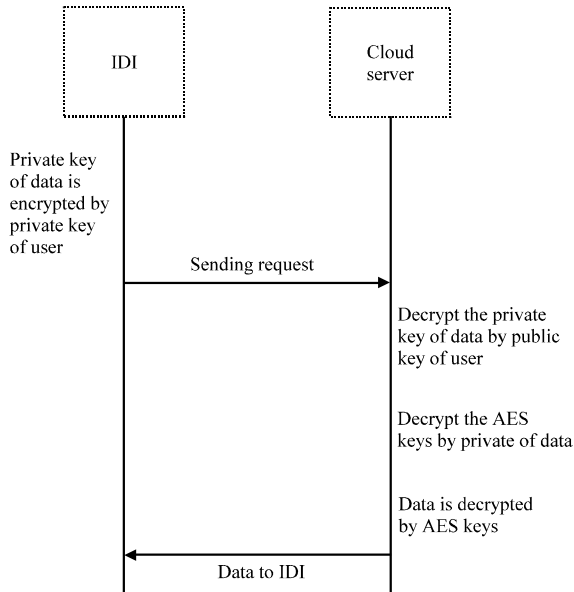 IDI
Cloud
server
Private key
of data is
encrypted by
private key
of user
Sending request
Decrypt the private
key of data by public
key of user
Decrypt the AES
keys by private of data
Data is decrypted
by AES keys
Data to IDI